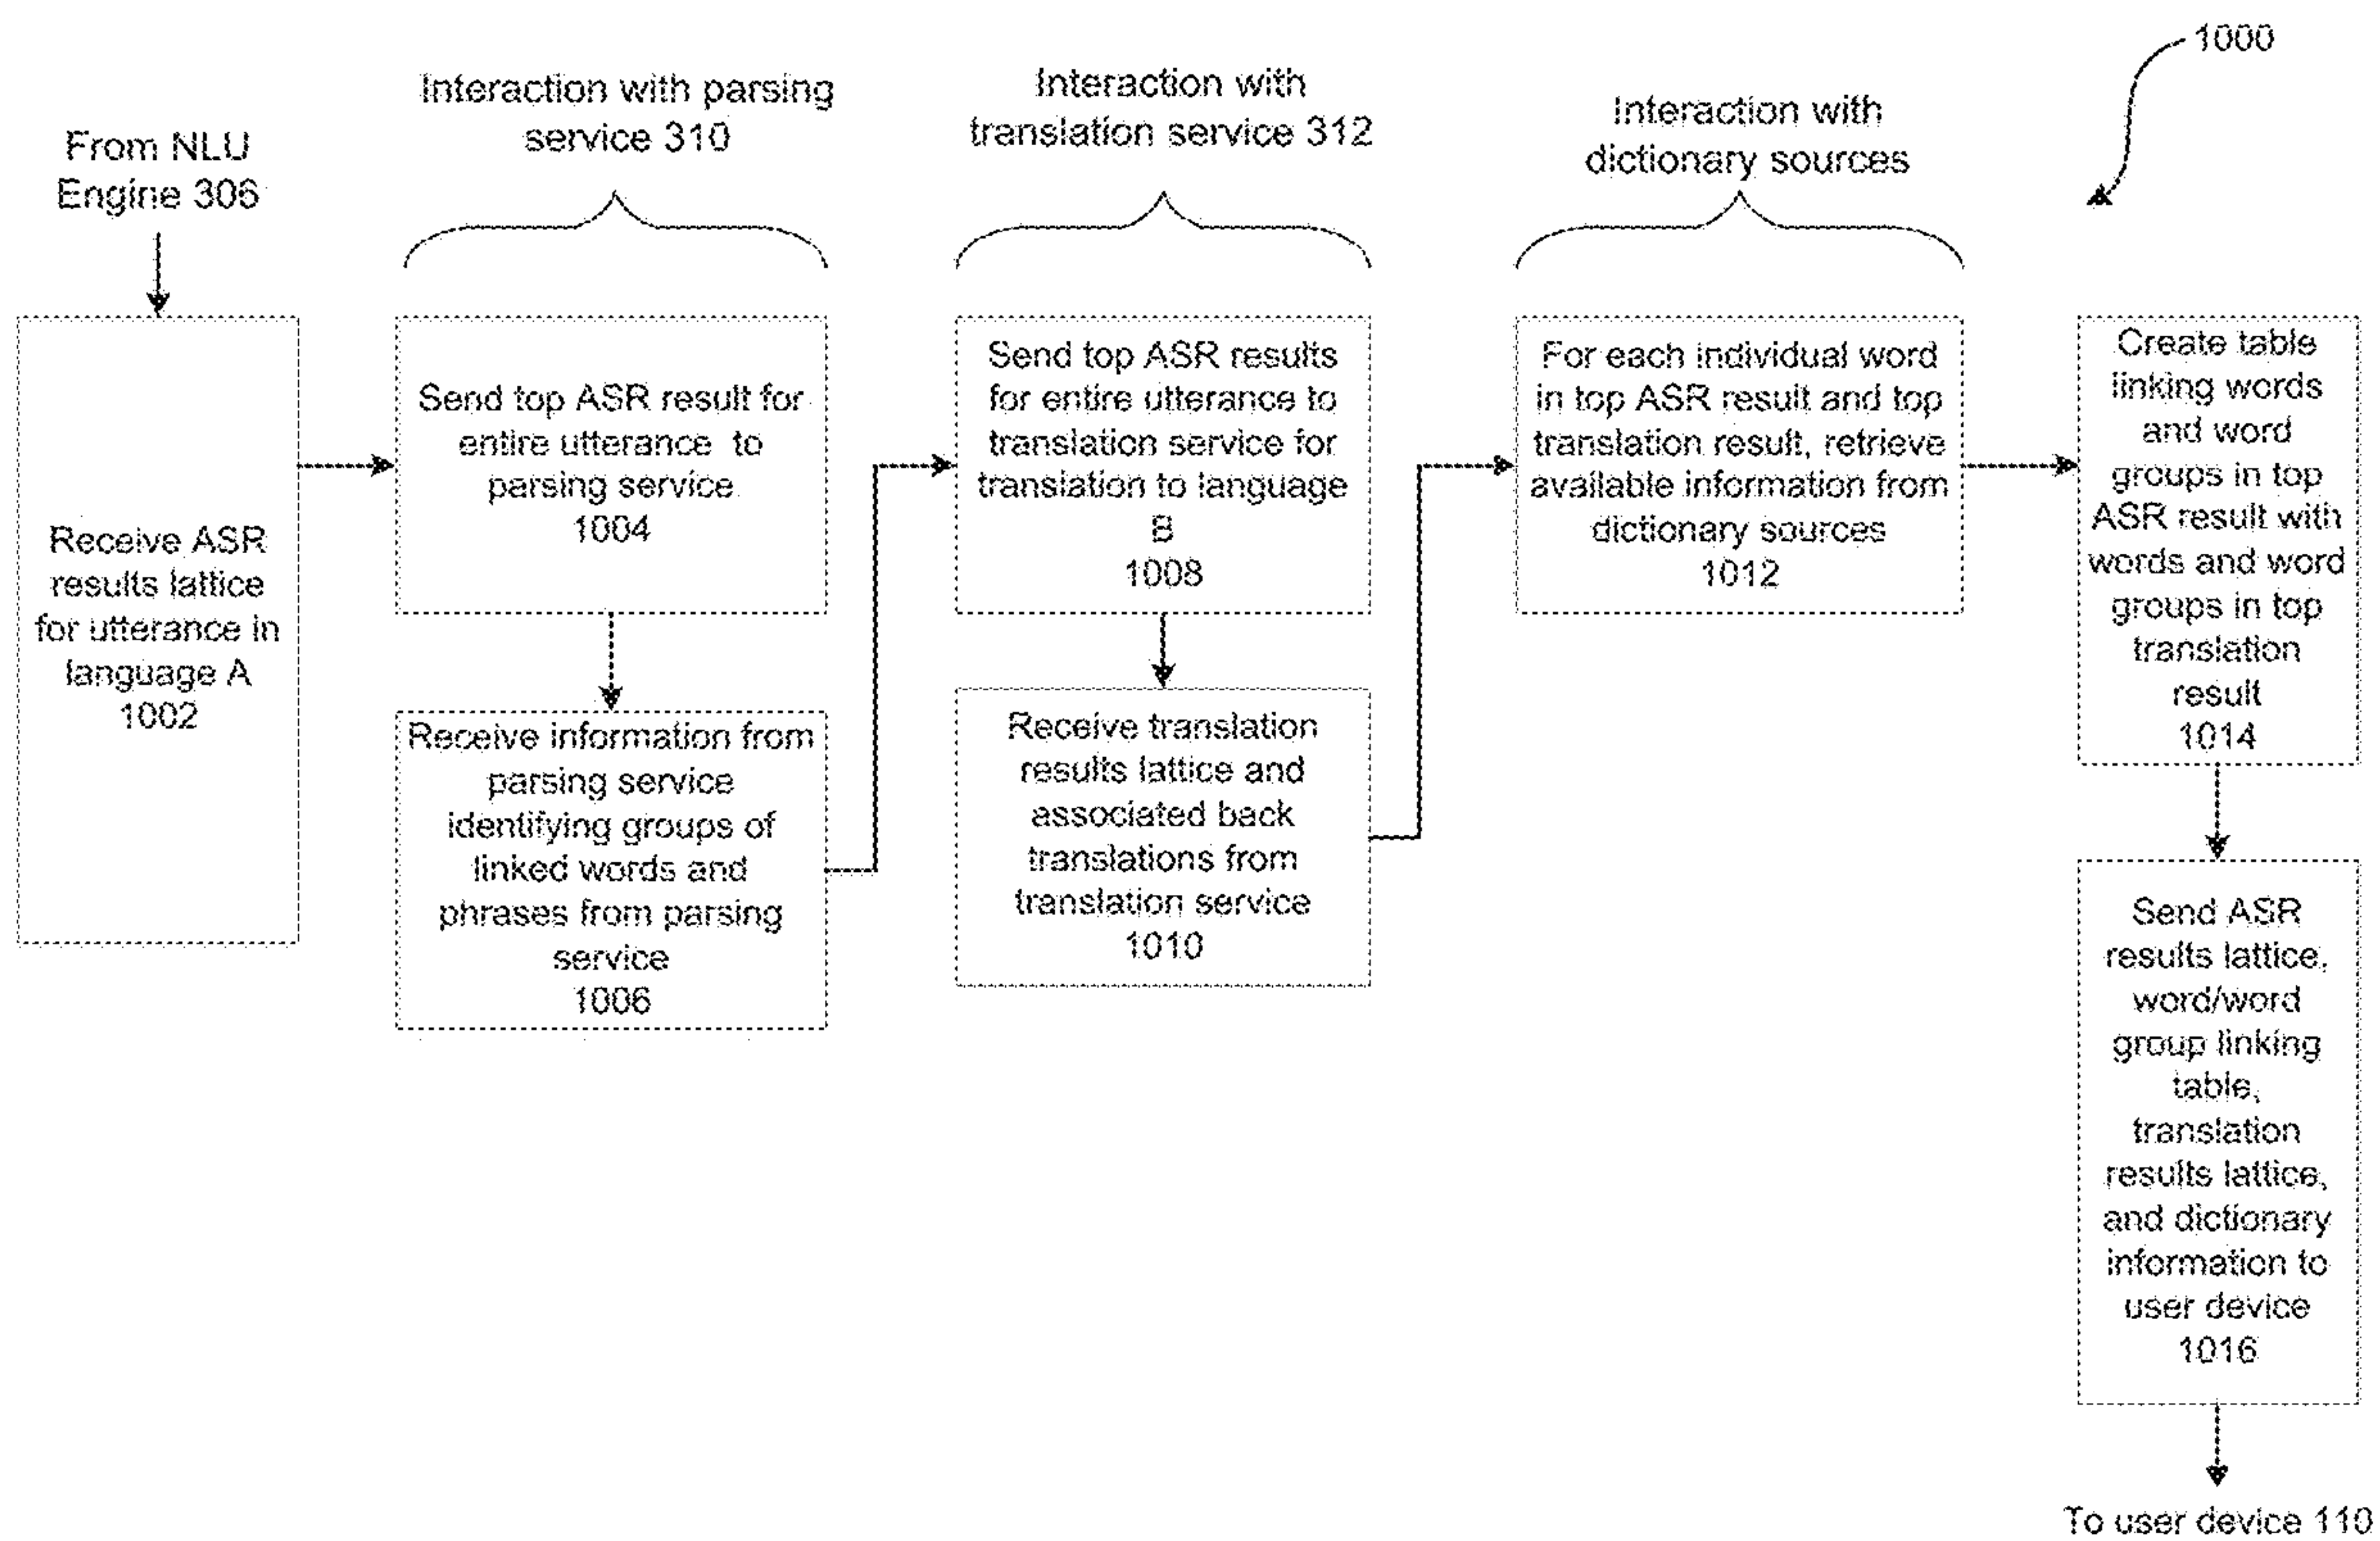 1000
From NLU
Engine 306
Interaction with parsing
service 310
Interaction with
translation service 312
Interaction with
dictionary sources
Receive ASR
results lattice
for utterance in
language A
1002
Send top ASR result for
entire utterance to
parsing service.
1004
Receive information from
parsing service
identifying groups of
linked words and
phrases from parsing
service
1006
Send top ASR results
for entire utterance to
translation service for
translation to language
B
1008
Receive translation
results lattice and
associated back
translations from
translation service
1010
For each individual word
in top ASR result and top
translation result, retrieve
available information from
dictionary sources
1012
Create table
linking words
and word
groups in top
ASR result with
words and word
groups in top
translation
result
1014
Send ASR
results lattice,
word/word
group linking
table,
translation
results lattice,
and dictionary
information to
user device
1016
To user device 110